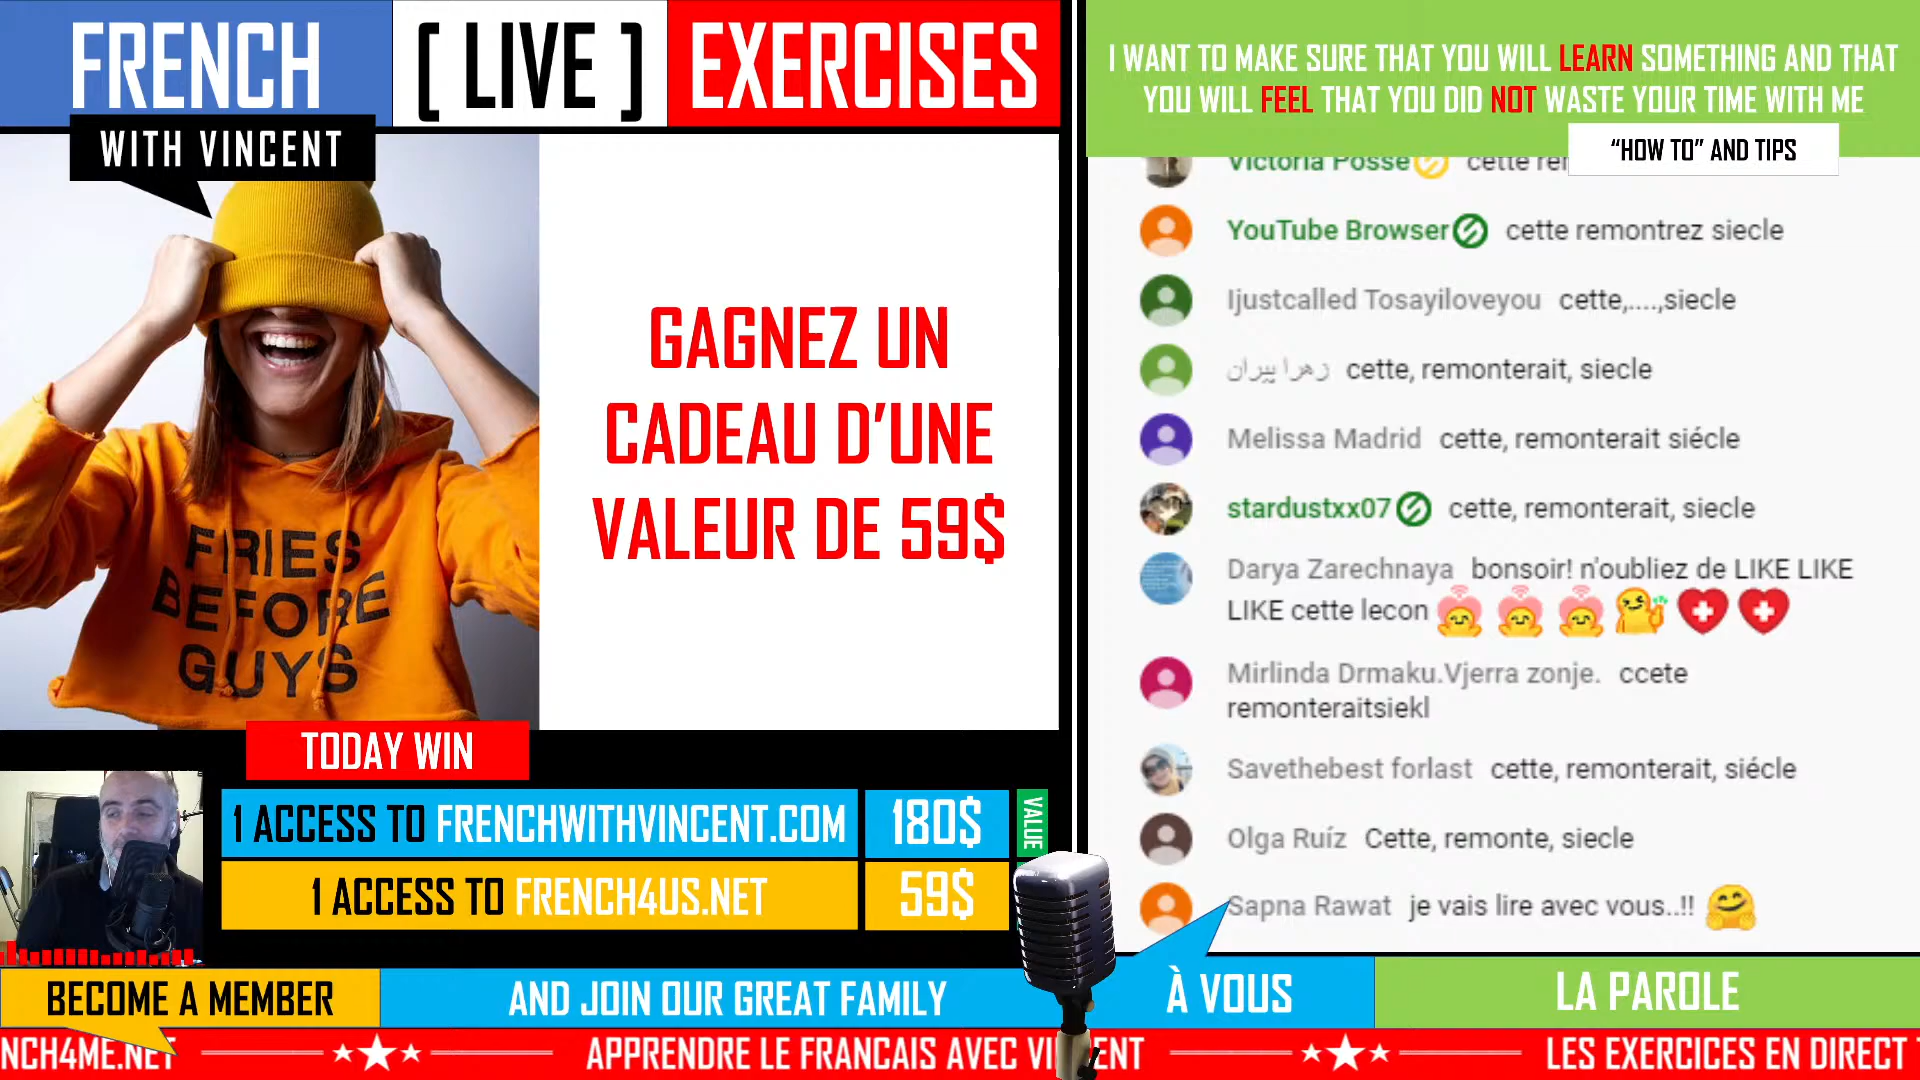 FRENCH
[ LIVE ]
EXERCISES
WITH VINCENT
FRIES
BEFORE
GUYS
GAGNEZ UN
CADEAU D’UNE
VALEUR DE 59$
TODAY WIN
1 ACCESS TO FRENCHWITHVINCENT.COM
180$
VALUE
1 ACCESS TO FRENCH4US.NET
59$
I WANT TO MAKE SURE THAT YOU WILL LEARN SOMETHING AND THAT
YOU WILL FEEL THAT YOU DID NOT WASTE YOUR TIME WITH ME
“HOW TO” AND TIPS
Victoria Posse cette
YouTube Browser cette remontrez siecle
Ijustcalled Tosayiloveyou cette,....,siecle
زهرا پیران cette, remonterait, siecle
Melissa Madrid cette, remonterait siécle
stardustxx07 cette, remonterait, siecle
Darya Zarechnaya bonsoir! n'oubliez de LIKE LIKE
LIKE cette lecon
Mirlinda Drmaku.Vjerra zonje. ccete
remonteraitsiekl
Savethebest forlast cette, remonterait, siécle
Olga Ruíz Cette, remonte, siecle
Sapna Rawat je vais lire avec vous..!!
BECOME A MEMBER
AND JOIN OUR GREAT FAMILY
À VOUS
LA PAROLE
NCH4ME.NET
APPRENDRE LE FRANCAIS AVEC
LES EXERCICES EN DIRECT